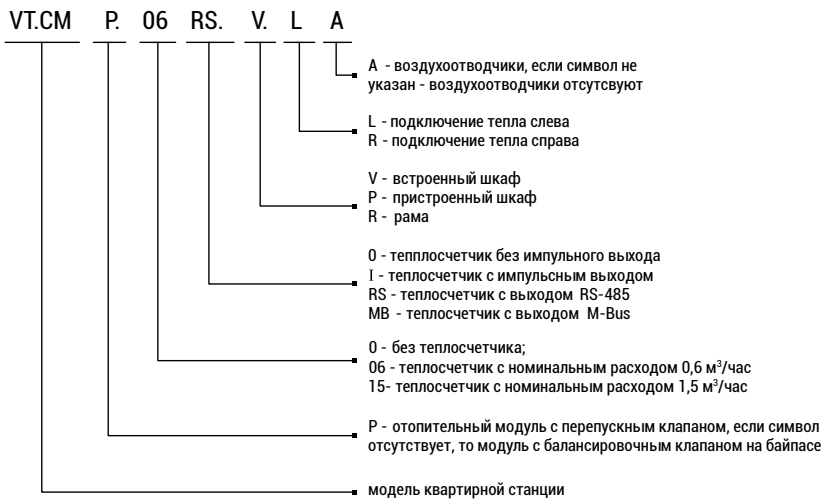 VT.CM P. 06 RS. V. L A
А - воздухоотводчики, если символ не
указан - воздухоотводчики отсутсвуют
L - подключение тепла слева
R - подключение тепла справа
V - встроенный шкаф
P - пристроенный шкаф
R - рама
0 - тепплосчетчик без импульного выхода
I - теплосчетчик с импульсным выходом
RS - теплосчетчик с выходом RS-485
MB - теплосчетчик с выходом M-Bus
0 - без теплосчетчика;
06 - теплосчетчик с номинальным расходом 0,6 м³/час
15- теплосчетчик с номинальным расходом 1,5 м³/час
P - отопительный модуль с перепускным клапаном, если символ
отсутствует, то модуль с балансировочным клапаном на байпасе
модель квартирной станции